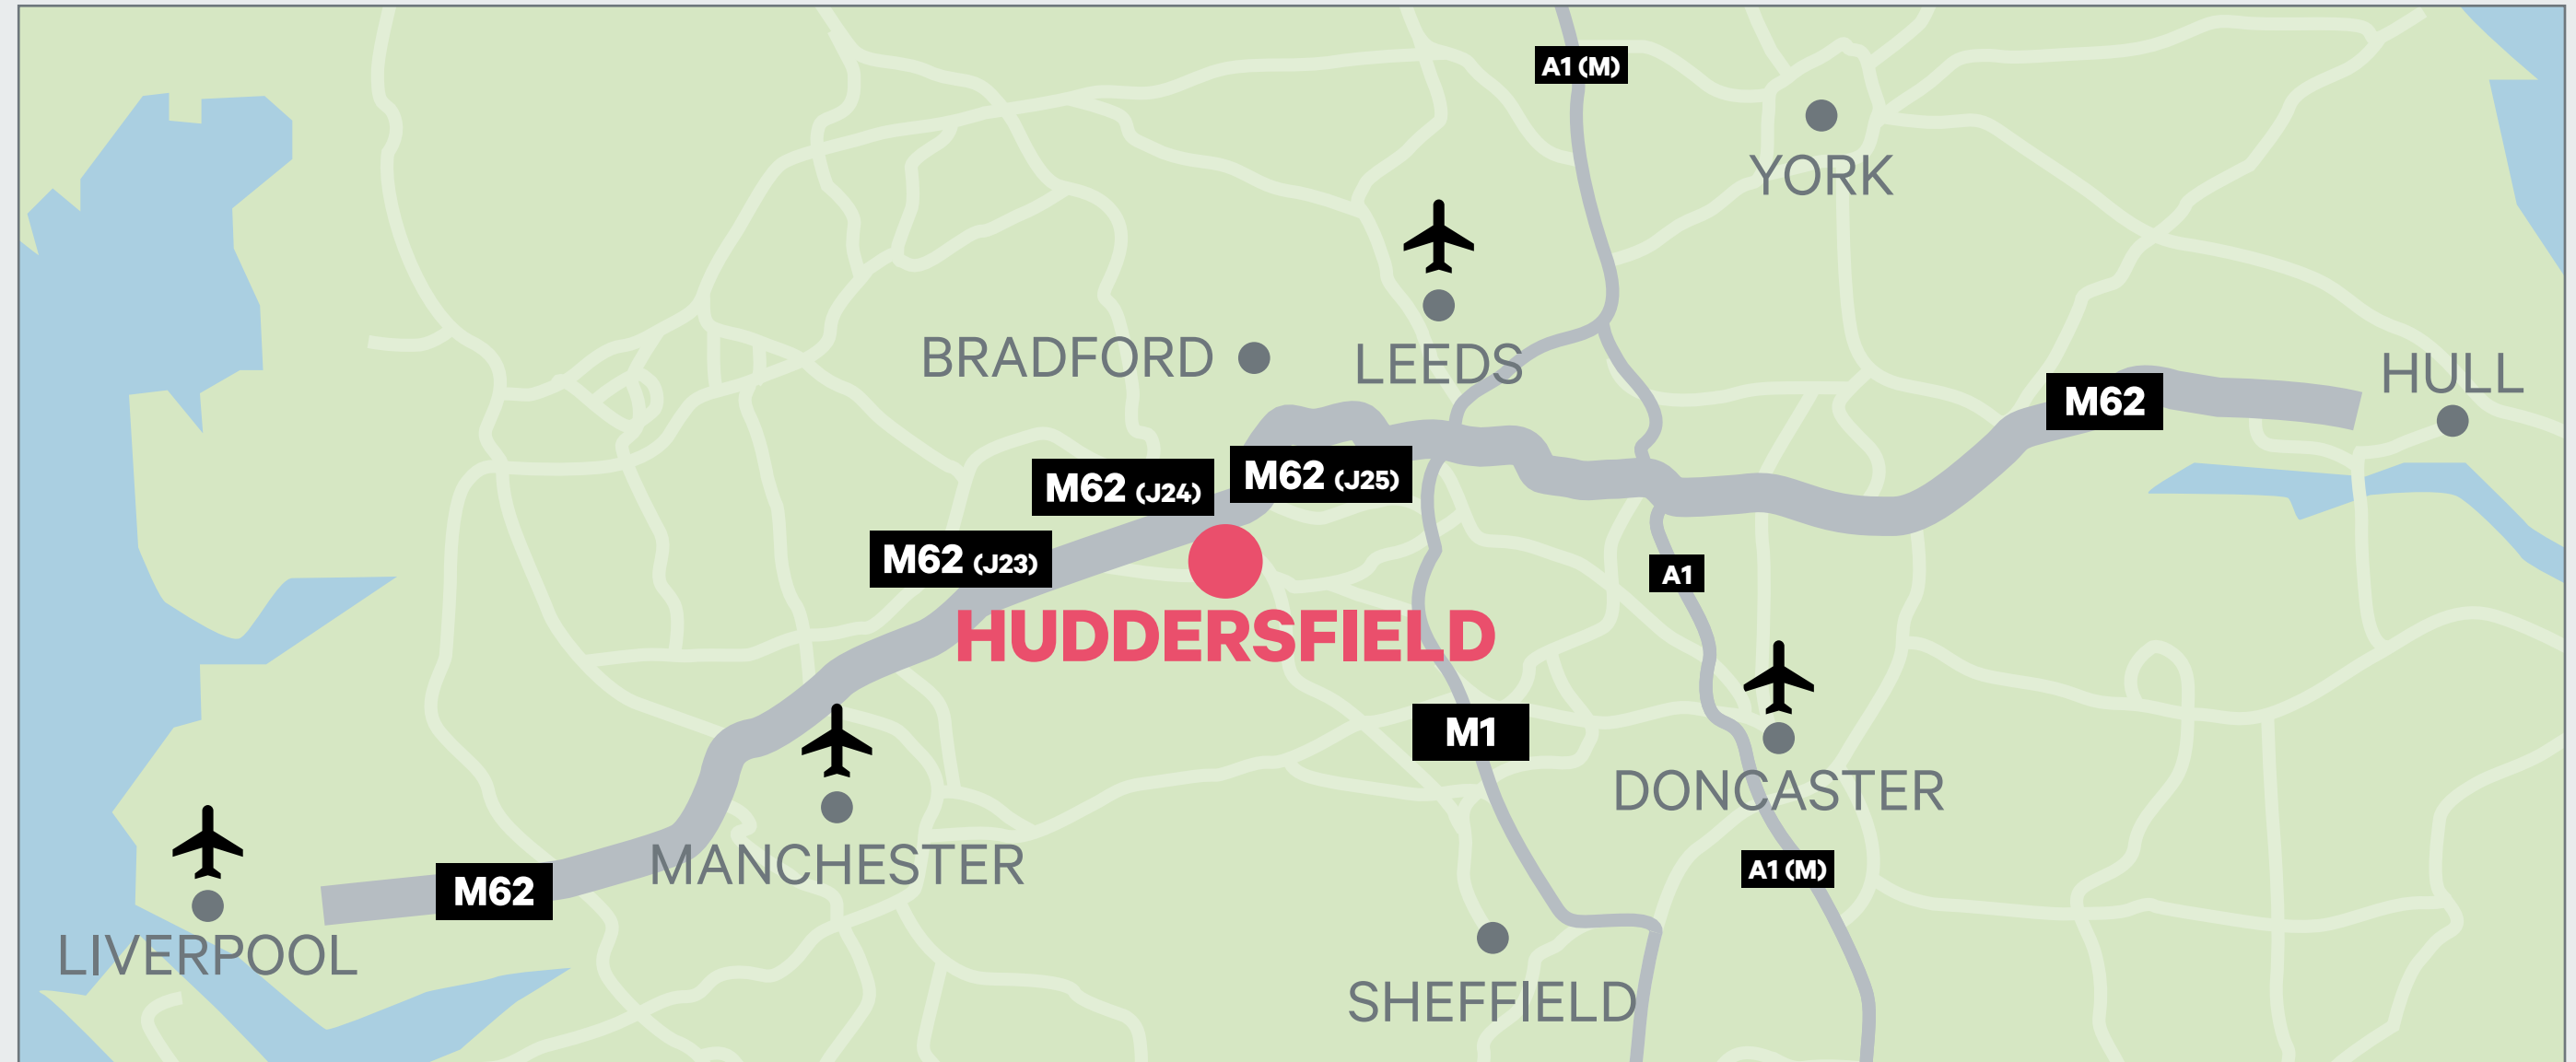 A1 (M)
YORK
BRADFORD
LEEDS
HULL
M62
M62 (J25)
M62 (J24)
M62 (J23)
A1
HUDDERSFIELD
M1
DONCASTER
MANCHESTER
A1 (M)
M62
LIVERPOOL
SHEFFIELD